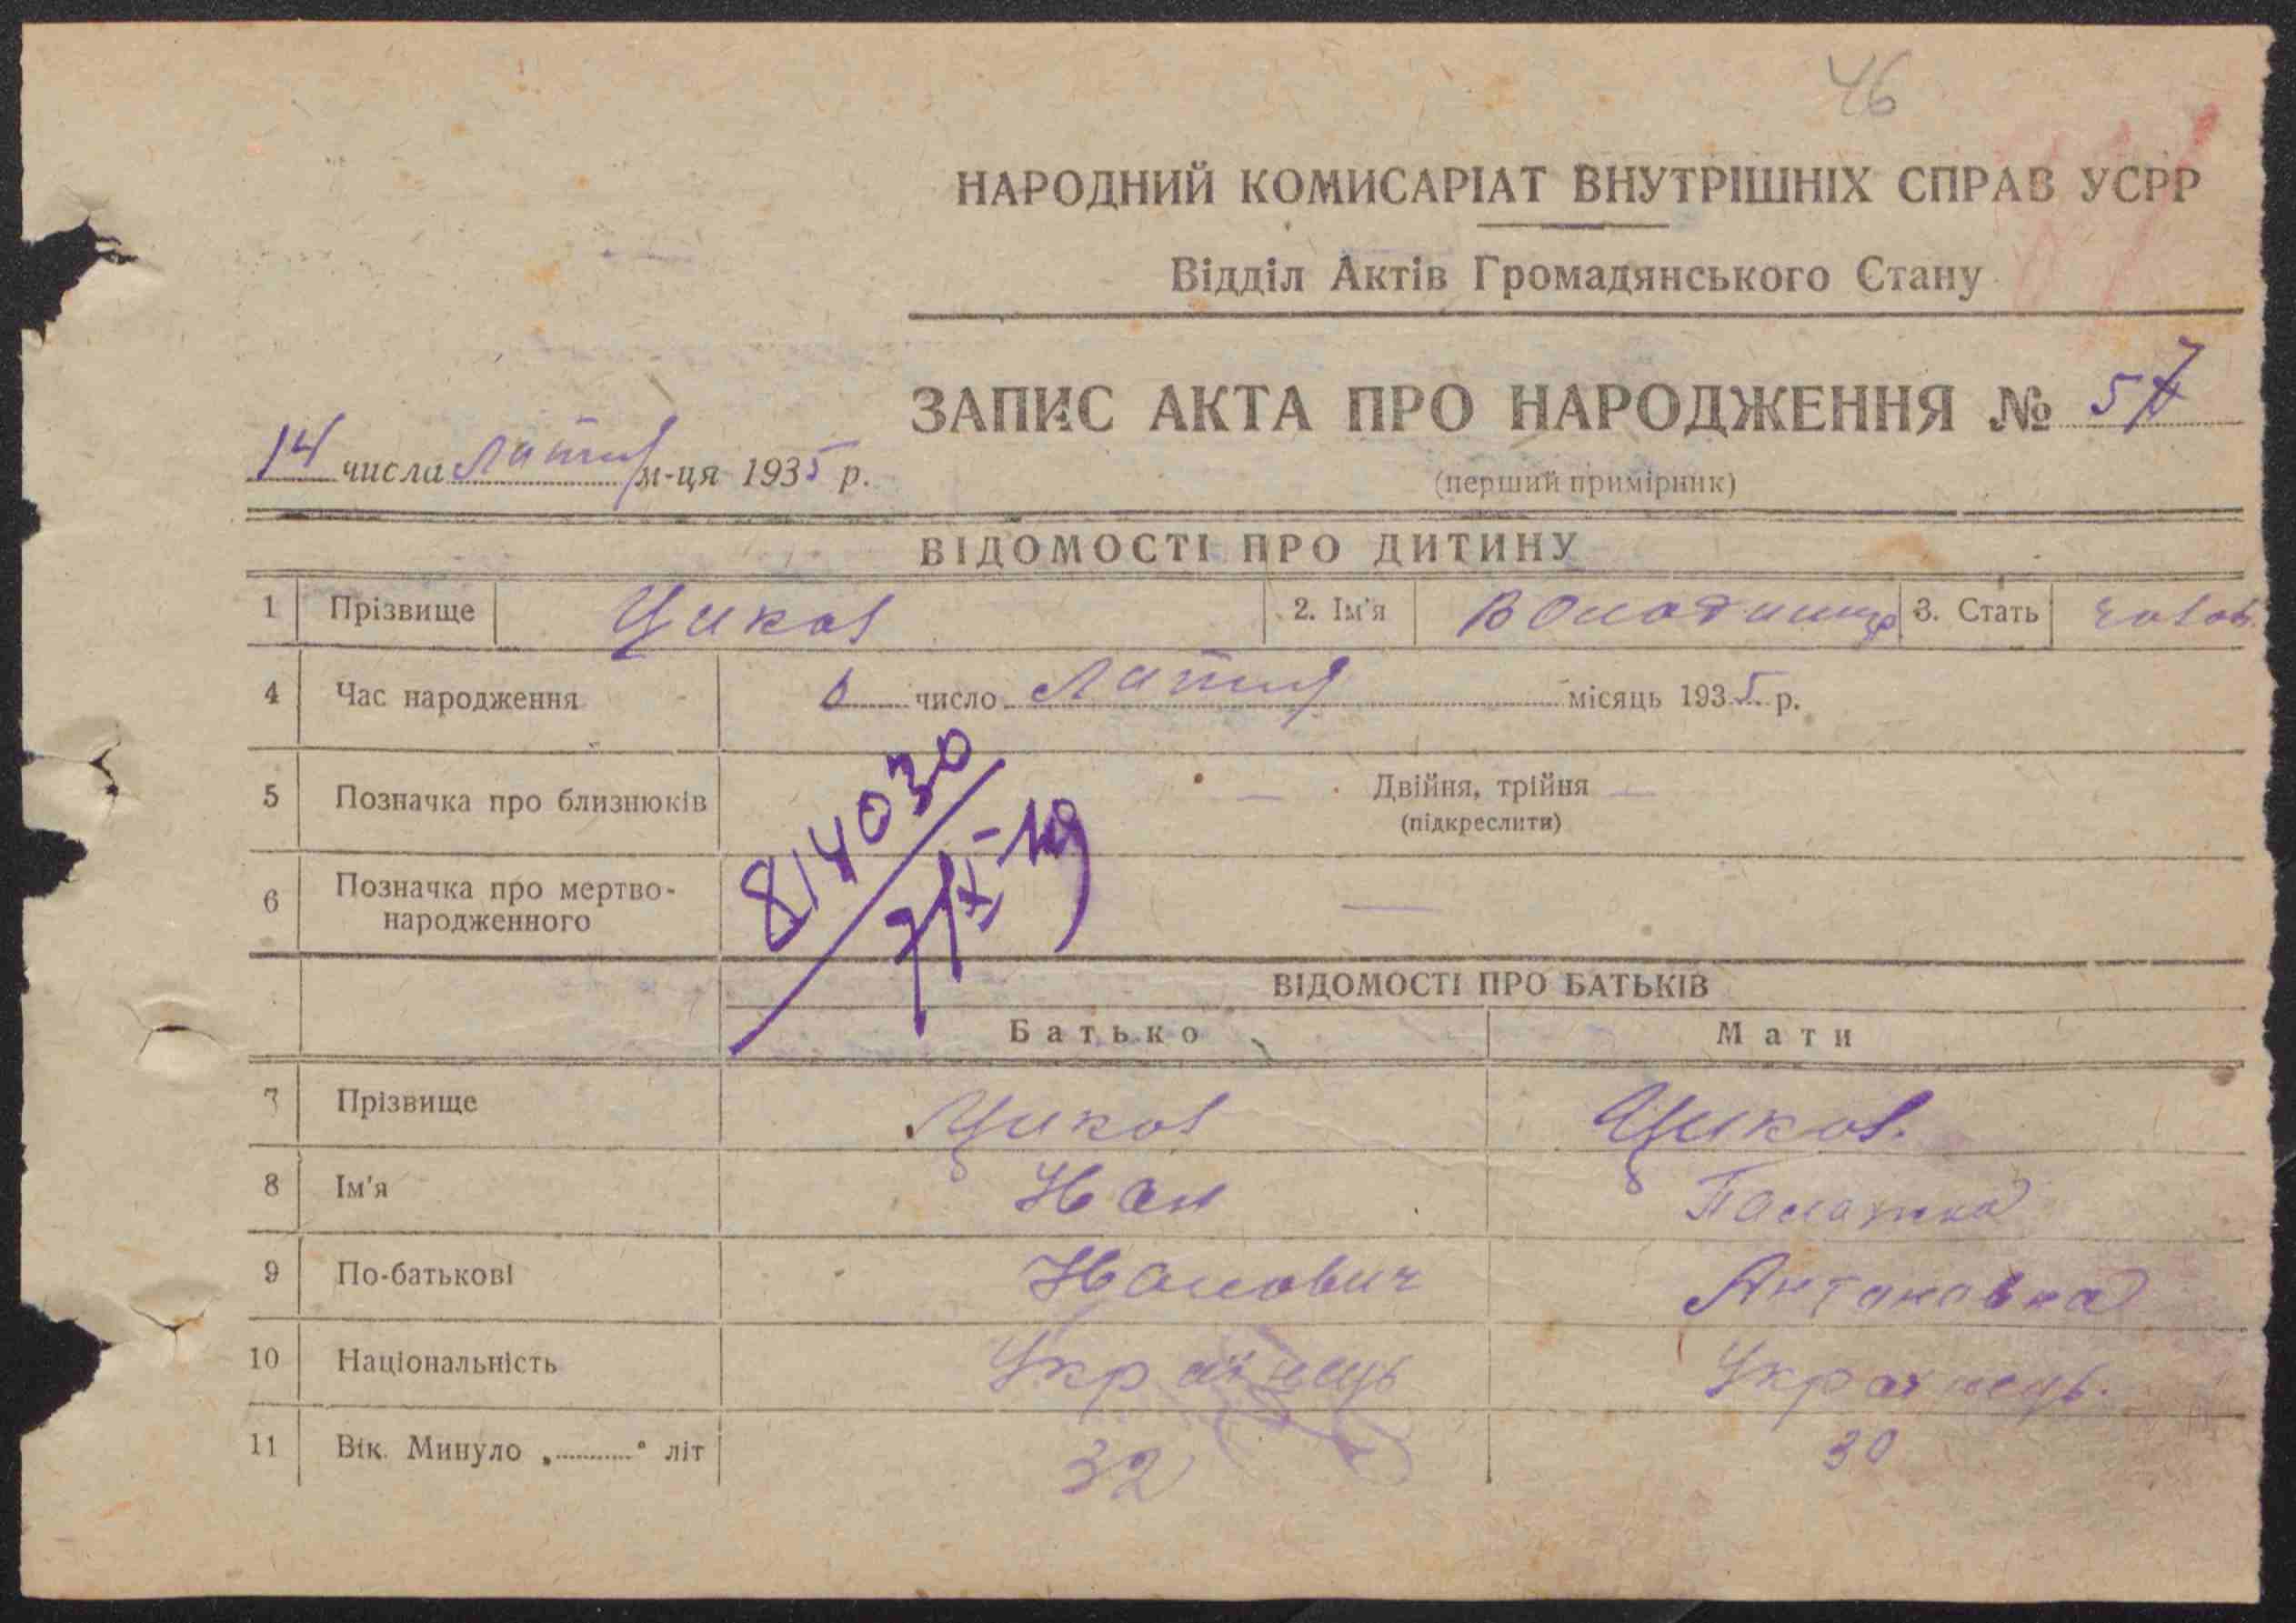 46
НАРОДНИЙ КОМИСАРІАТ ВНУТРІШНІХ СПРАВ УСРР
Відділ Актів Громадянського Стану
ЗАПИС АКТА ПРО НАРОДЖЕННЯ № 57
14 числа лютня м-ця 1935 р.
(перший примірник)
ВІДОМОСТІ ПРО ДИТИНУ
1 Прізвище Циков 2. Ім'я Володимир 3. Стать чолов.
4 Час народження 6 число лютня місяць 1935 р.
5 Позначка про близнюків — Двійня, трійня —
(підкреслити)
6 Позначка про мертво-
народженного —
814030
ВІДОМОСТІ ПРО БАТЬКІВ
Батько Мати
7 Прізвище Циков Циков.
8 Ім'я Іван Палажка
9 По-батькові Іванович Антоновна
10 Національність Українець Українець.
11 Вік. Минуло „..........“ літ 32 30